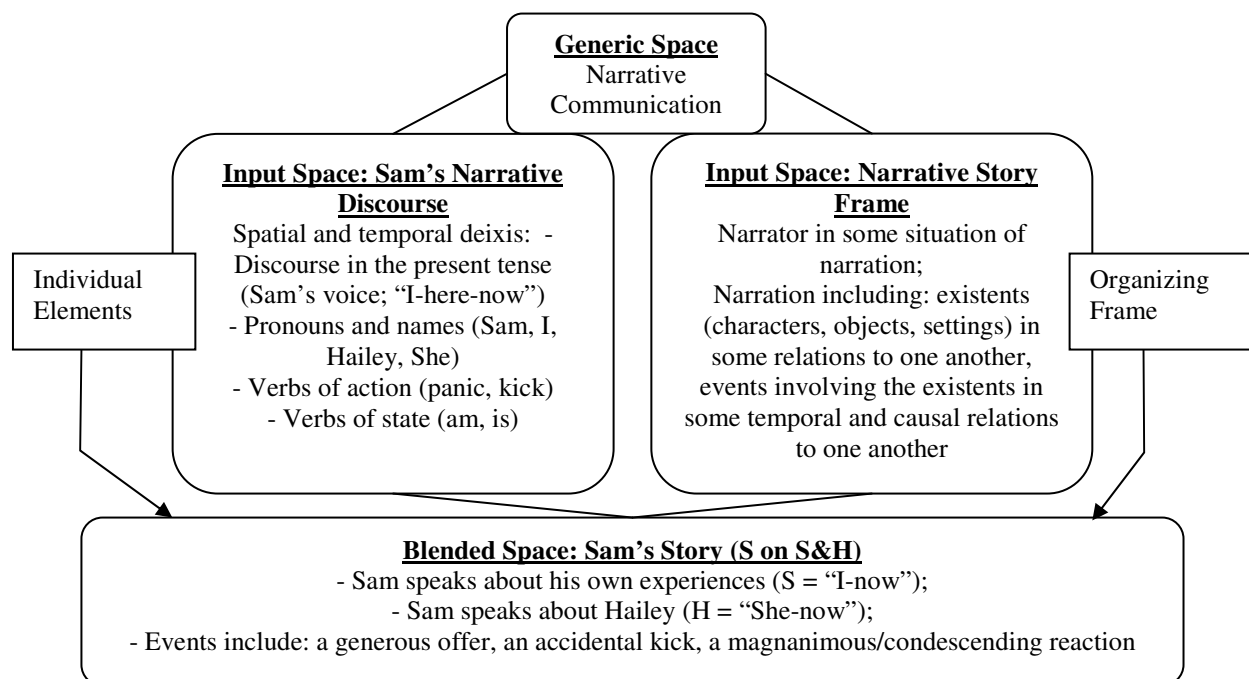 Generic Space
Narrative
Communication
Input Space: Sam’s Narrative
Discourse
Spatial and temporal deixis:  -
Discourse in the present tense
(Sam’s voice; “I-here-now”)
- Pronouns and names (Sam, I,
Hailey, She)
- Verbs of action (panic, kick)
- Verbs of state (am, is)
Input Space: Narrative Story
Frame
Narrator in some situation of
narration;
Narration including: existents
(characters, objects, settings) in
some relations to one another,
events involving the existents in
some temporal and causal relations
to one another
Individual
Elements
Organizing
Frame
Blended Space: Sam’s Story (S on S&H)
- Sam speaks about his own experiences (S = “I-now”);
- Sam speaks about Hailey (H = “She-now”);
- Events include: a generous offer, an accidental kick, a magnanimous/condescending reaction